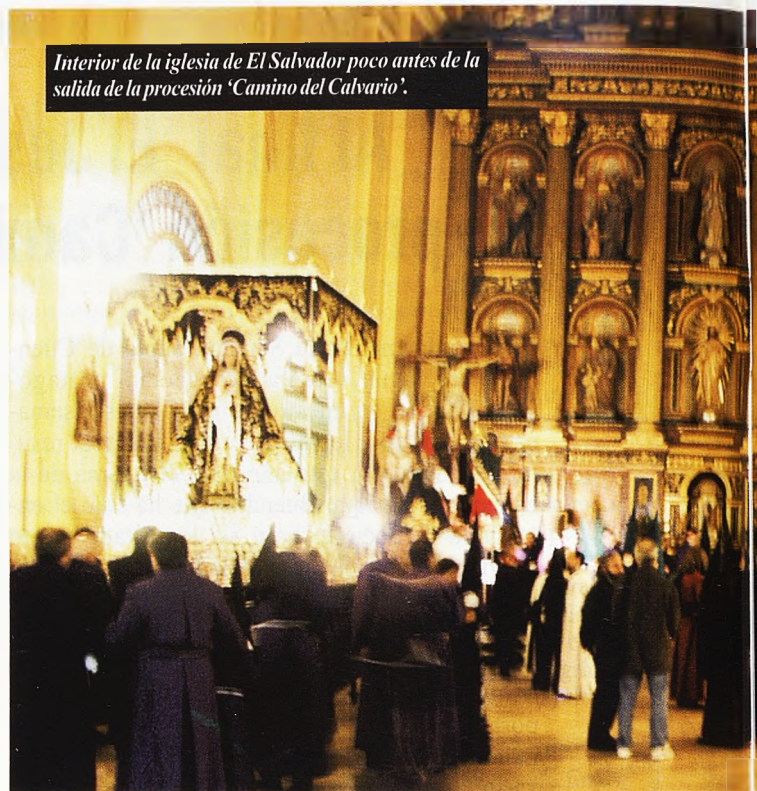 Interior de la iglesia de El Salvador poco antes de la
salida de la procesión ‘Camino del Calvario’.